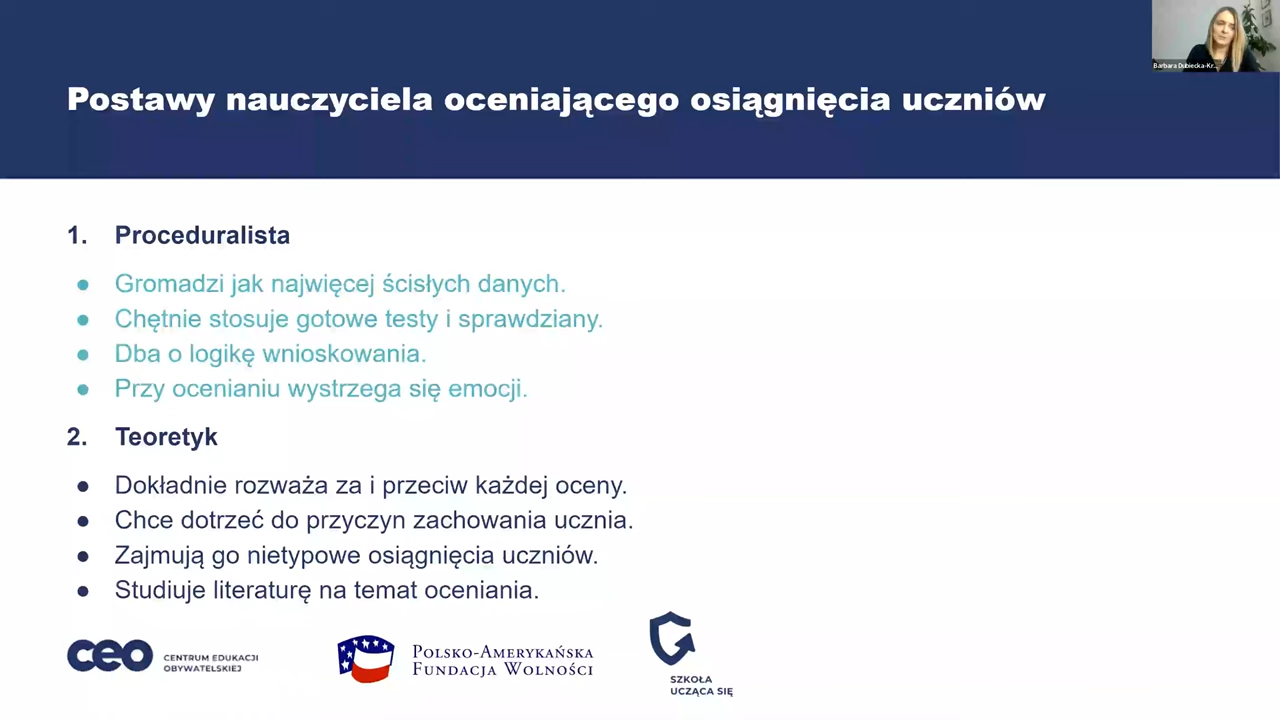 Barbara Dubiecka-Kr...
Postawy nauczyciela oceniającego osiągnięcia uczniów
1. Proceduralista
● Gromadzi jak najwięcej ścisłych danych.
● Chętnie stosuje gotowe testy i sprawdziany.
● Dba o logikę wnioskowania.
● Przy ocenianiu wystrzega się emocji.
2. Teoretyk
● Dokładnie rozważa za i przeciw każdej oceny.
● Chce dotrzeć do przyczyn zachowania ucznia.
● Zajmują go nietypowe osiągnięcia uczniów.
● Studiuje literaturę na temat oceniania.
ceo
CENTRUM EDUKACJI
OBYWATELSKIEJ
POLSKO-AMERYKAŃSKA
FUNDACJA WOLNOŚCI
SZKOŁA
UCZĄCA SIĘ